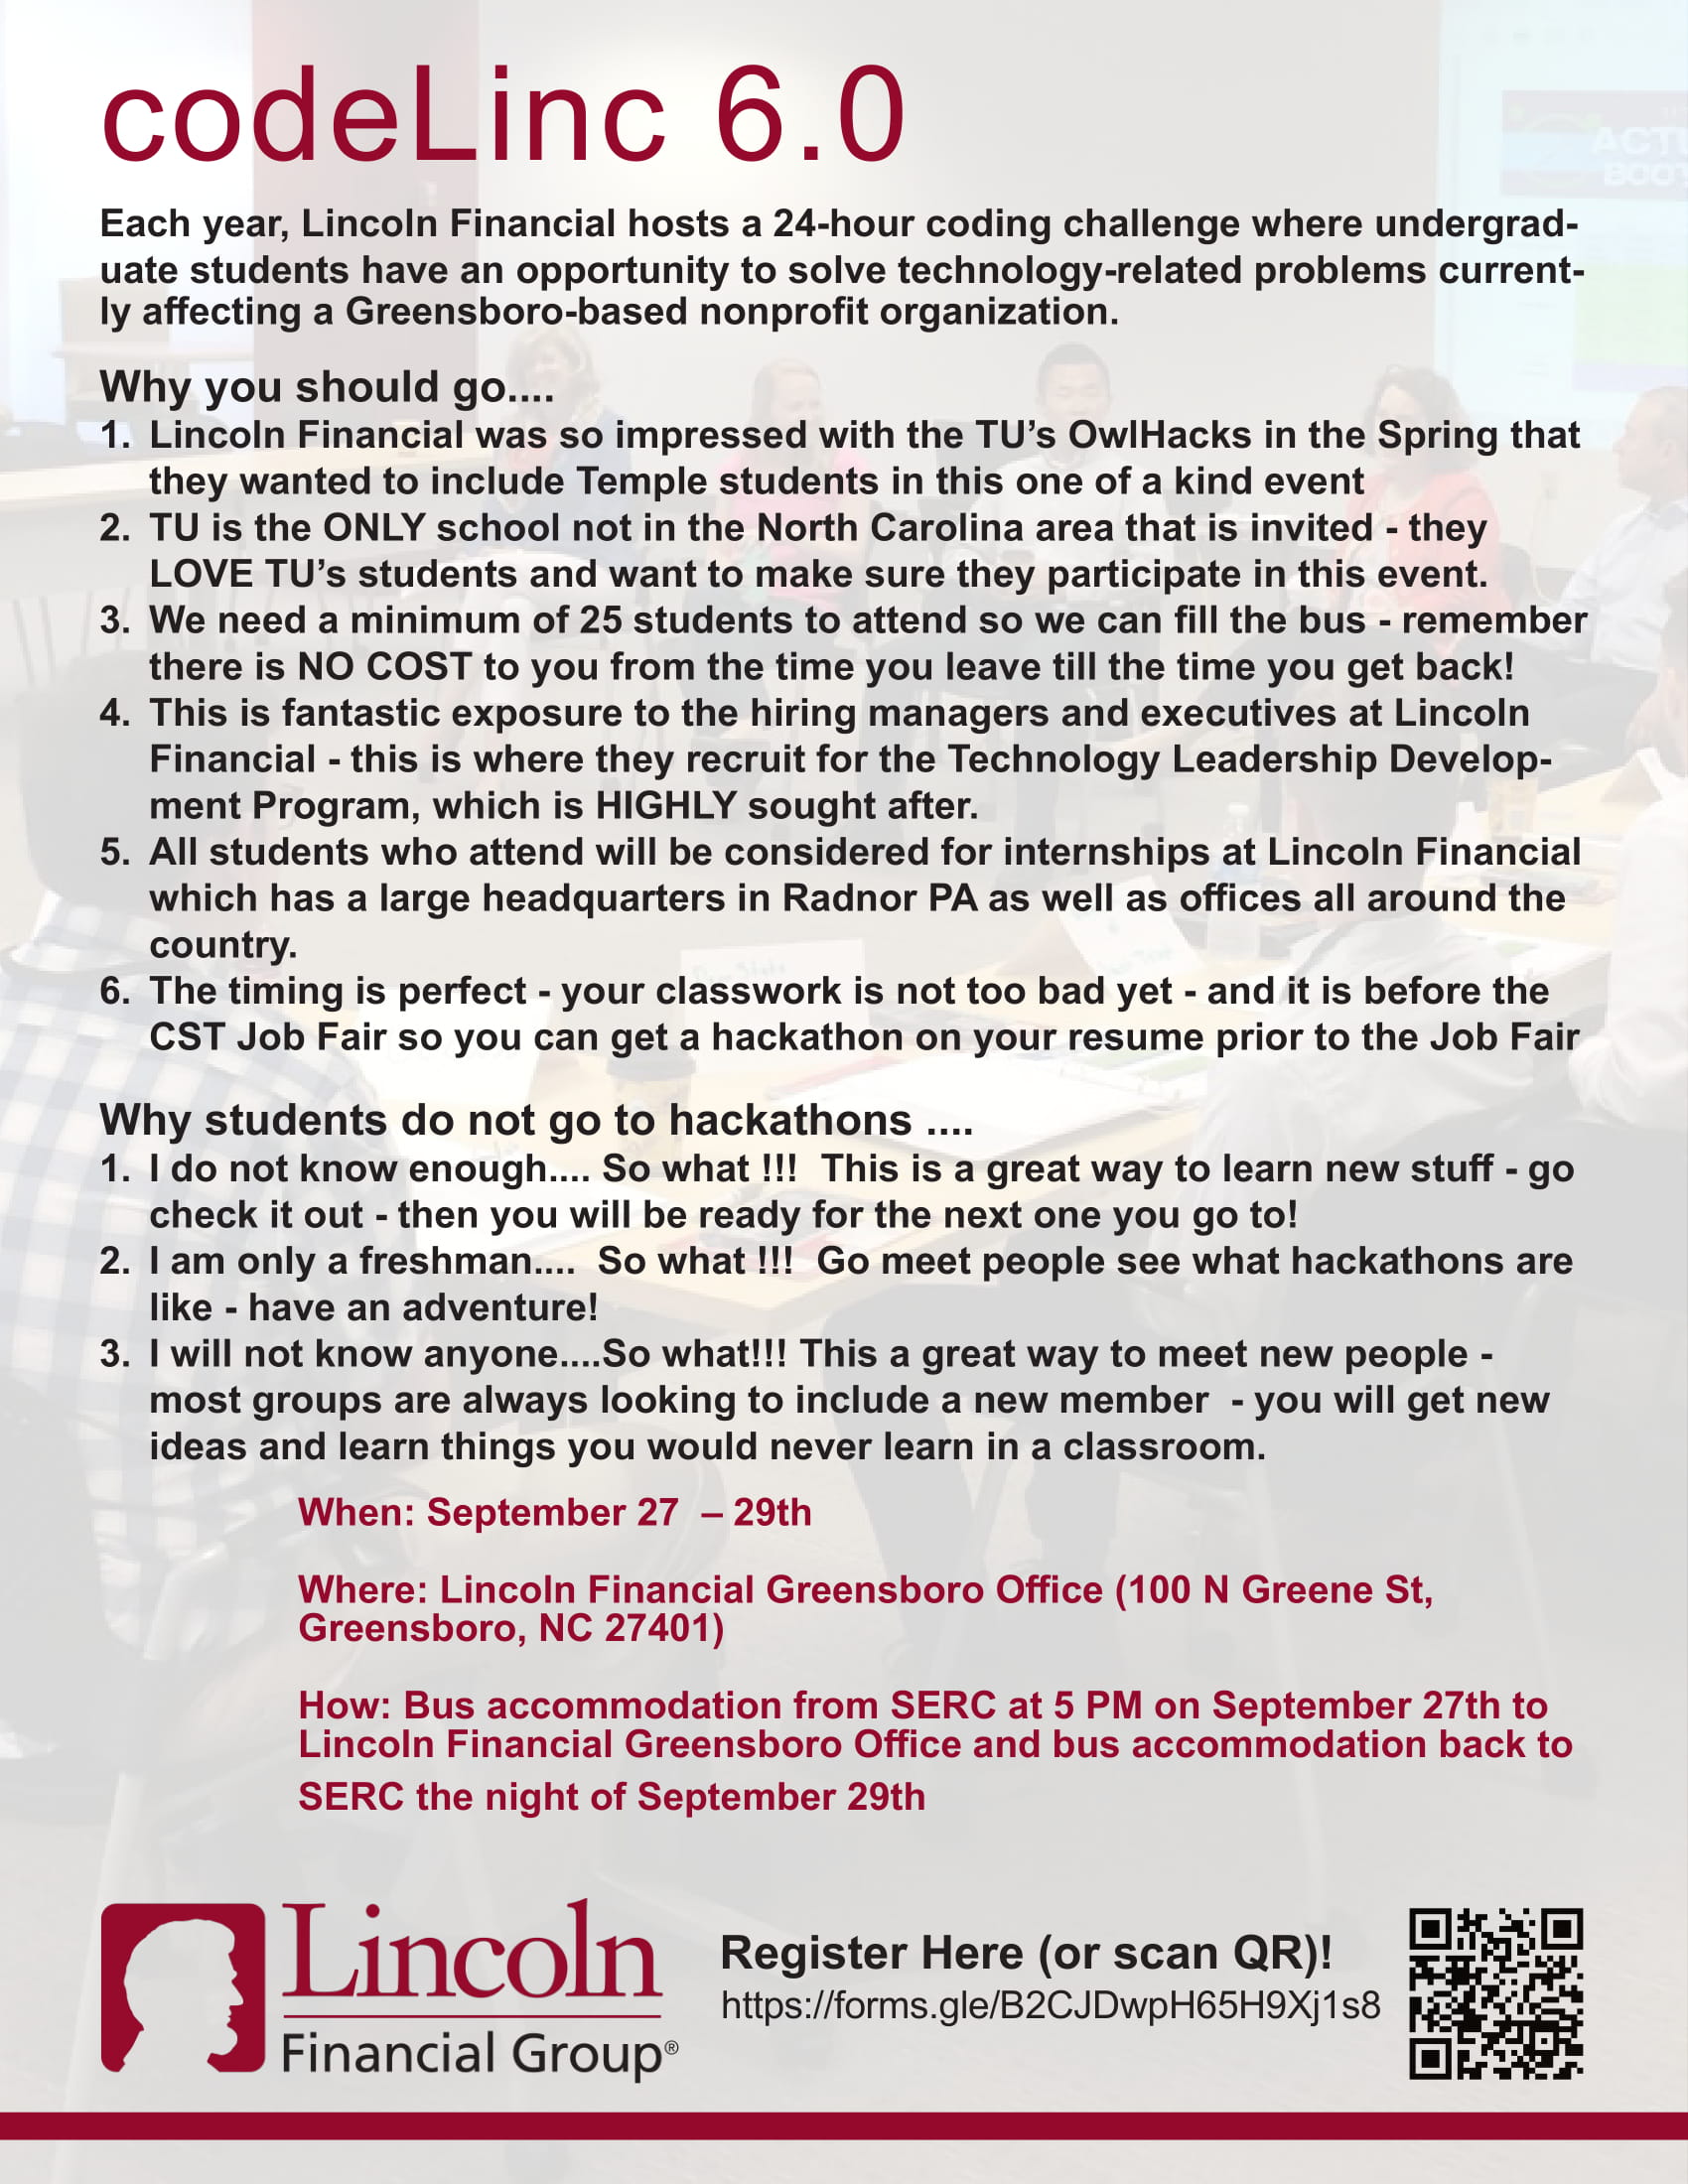 codeLinc 6.0
Each year, Lincoln Financial hosts a 24-hour coding challenge where undergrad-
uate students have an opportunity to solve technology-related problems current-
ly affecting a Greensboro-based nonprofit organization.
Why you should go....
1. Lincoln Financial was so impressed with the TU's OwlHacks in the Spring that
they wanted to include Temple students in this one of a kind event
2. TU is the ONLY school not in the North Carolina area that is invited - they
LOVE TU's students and want to make sure they participate in this event.
3. We need a minimum of 25 students to attend so we can fill the bus - remember
there is NO COST to you from the time you leave till the time you get back!
4. This is fantastic exposure to the hiring managers and executives at Lincoln
Financial - this is where they recruit for the Technology Leadership Develop-
ment Program, which is HIGHLY sought after.
5. All students who attend will be considered for internships at Lincoln Financial
which has a large headquarters in Radnor PA as well as offices all around the
country.
6. The timing is perfect - your classwork is not too bad yet - and it is before the
CST Job Fair so you can get a hackathon on your resume prior to the Job Fair
Why students do not go to hackathons ....
1. I do not know enough.... So what !!!  This is a great way to learn new stuff - go
check it out - then you will be ready for the next one you go to!
2. I am only a freshman....  So what !!!  Go meet people see what hackathons are
like - have an adventure!
3. I will not know anyone....So what!!! This a great way to meet new people -
most groups are always looking to include a new member  - you will get new
ideas and learn things you would never learn in a classroom.
When: September 27  – 29th
Where: Lincoln Financial Greensboro Office (100 N Greene St,
Greensboro, NC 27401)
How: Bus accommodation from SERC at 5 PM on September 27th to
Lincoln Financial Greensboro Office and bus accommodation back to
SERC the night of September 29th
Lincoln
Financial Group®
Register Here (or scan QR)!
https://forms.gle/B2CJDwpH65H9Xj1s8